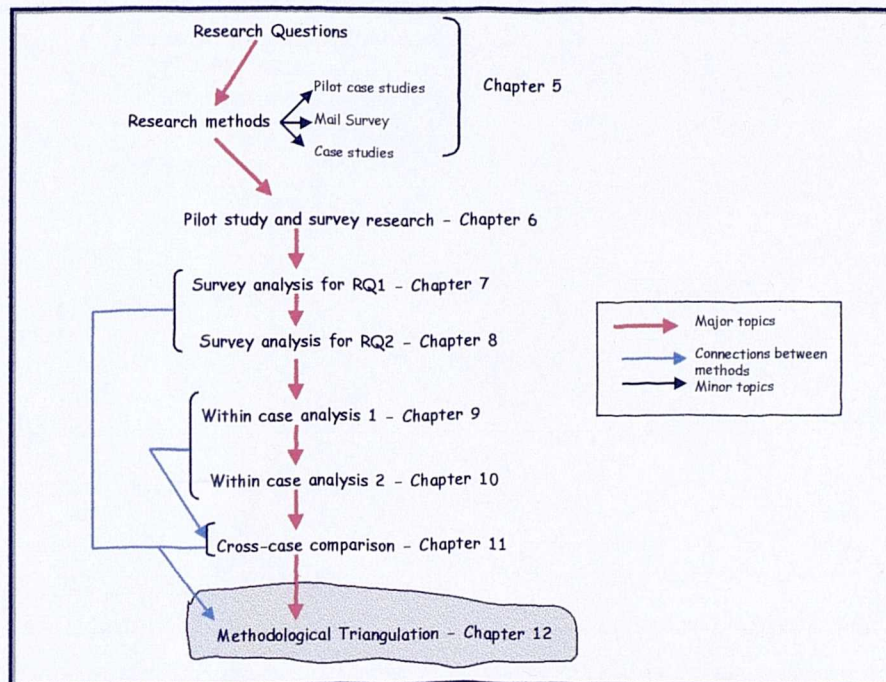 Research Questions
Pilot case studies
Chapter 5
Research methods
Mail Survey
Case studies
Pilot study and survey research - Chapter 6
Survey analysis for RQ1 - Chapter 7
Survey analysis for RQ2 - Chapter 8
Within case analysis 1 - Chapter 9
Within case analysis 2 - Chapter 10
Cross-case comparison - Chapter 11
Methodological Triangulation - Chapter 12
Major topics
Connections between
methods
Minor topics